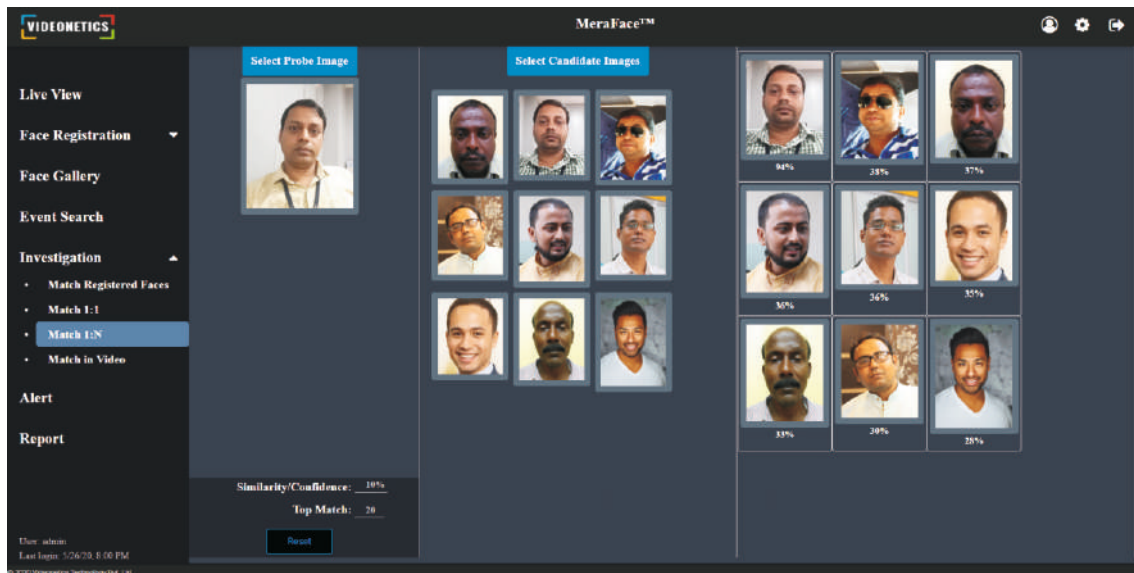 VIDEONETICS
MeraFace™
Live View
Face Registration
Face Gallery
Event Search
Investigation
• Match Registered Faces
• Match 1:1
• Match 1:N
• Match in Video
Alert
Report
User: admin
Last login: 5/26/20, 8:00 PM
Select Probe Image
Similarity/Confidence: 10%
Top Match: 20
Reset
Select Candidate Images
94% 38% 37%
36% 36% 35%
33% 30% 28%